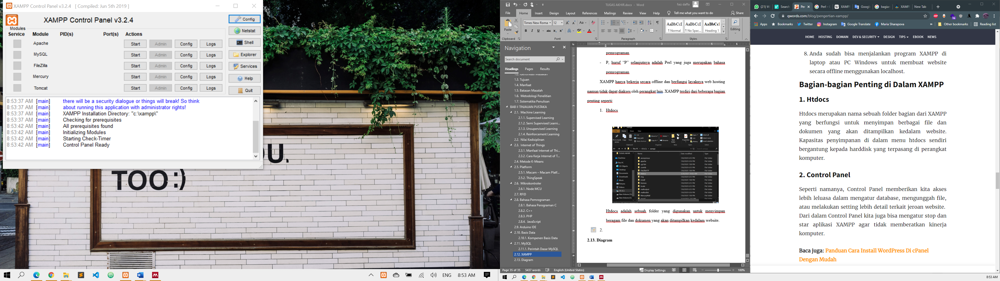 XAMPP Control Panel v3.2.4 [ Compiled: Jun 5th 2019 ]
XAMPP Control Panel v3.2.4
Config
Netstat
Shell
Explorer
Services
Help
Quit
Modules
Service Module PID(s) Port(s) Actions
Apache Start Admin Config Logs
MySQL Start Admin Config Logs
FileZilla Start Admin Config Logs
Mercury Start Admin Config Logs
Tomcat Start Admin Config Logs
8:53:37 AM [main] there will be a security dialogue or things will break! So think
8:53:37 AM [main] about running this application with administrator rights!
8:53:37 AM [main] XAMPP Installation Directory: "c:\xampp\"
8:53:37 AM [main] Checking for prerequisites
8:53:42 AM [main] All prerequisites found
8:53:42 AM [main] Initializing Modules
8:53:42 AM [main] Starting Check-Timer
8:53:42 AM [main] Control Panel Ready
U.
TOO :)
ENG 8:53 AM
TUGAS AKHIR.docx - Word
faiz daffa
File Home Insert Design Layout References Mailings Review View Help Tell me what you want to do Share
Paste
Times New Roma 12
AaBbCcI AaBbCcI AaBbCcI
¶ Normal ¶ No Spac... Heading 1
Editing
Clipboard Font Paragraph Styles
Navigation
Search document
Headings Pages Results
1.3. Tujuan
1.4. Manfaat
1.5. Batasan Masalah
1.6. Metodologi Penelitian
1.7. Sistematika Penulisan
BAB II TINJAUAN PUSTAKA
2.1. Machine Learning
2.1.1. Supervised Learning
2.1.2. Semi Supervised Learni...
2.1.3. Unsupervised Learning
2.1.4. Reinforcement Learning
2.2. Nilai Kedisiplinan
2.3. Internet of Things
2.3.1. Manfaat Internet of Thi...
2.3.2. Cara Kerja Internet of T...
2.4. Metode K-Means
2.5. Platform
2.5.1. Macam – Macam Platf...
2.5.2. ThingSpeak
2.6. Mikrokontroler
2.6.1. Node MCU
2.7. RFID
2.8. Bahasa Pemrograman
2.8.1. Bahasa Perograman C
2.8.2. C++
2.8.3. PHP
2.8.4. JavaScript
2.9. Arduino IDE
2.10. Basis Data
2.10.1. Kompenen Basis Data
2.11. MySQL
2.11.1. Perintah Dasar MySQL
2.12. XAMPP
2.13. Diagram
pemrograman
- P, huruf “P” selanjutnya adalah Perl yang juga merupakan bahasa
pemrograman
XAMPP hanya bekerja secara offline dan berfungsi layaknya web hosting
namun tidak dapat diakses oleh perangkat lain. XAMPP terdiri dari beberapa bagian
penting seperti:
1. Htdocs
Htdocs adalah sebuah folder yang digunakan untuk menyimpan
beragam file dan dokumen yang akan ditampilkan kedalam website.
2.
2.13. Diagram
Page 35 of 35 5437 words English (United States) Display Settings 100%
(21) W Search Per Perl - XAMP Googl bagian XAMPI New Tab
qwords.com/blog/pengertian-xampp/
Apps Bookmarks Twitter Instagram Google Translate Maria Sharapova » Other bookmarks Reading list
HOME HOSTING DOMAIN DEV & SECURITY DESIGN TIPS EBOOK NEWS
8. Anda sudah bisa menjalankan program XAMPP di
laptop atau PC Windows untuk membuat website
secara offline menggunakan localhost.
Bagian-bagian Penting di Dalam XAMPP
1. Htdocs
Htdocs merupakan nama sebuah folder bagian dari XAMPP
yang berfungsi untuk menyimpan berbagai file dan
dokumen yang akan ditampilkan kedalam website.
Kapasitas penyimpanan di dalam menu htdocs sendiri
bergantung kepada harddisk yang terpasang di perangkat
komputer.
2. Control Panel
Seperti namanya, Control Panel memberikan kita akses
lebih leluasa dalam mengatur database, mengunggah file,
atau melakukan setting lebih detail terkait jeroan website.
Dari dalam Control Panel kita juga bisa mengatur stop dan
star aplikasi XAMPP agar tidak memberatkan kinerja
komputer.
Baca juga: Panduan Cara Install WordPress Di cPanel
Dengan Mudah
8:53 AM